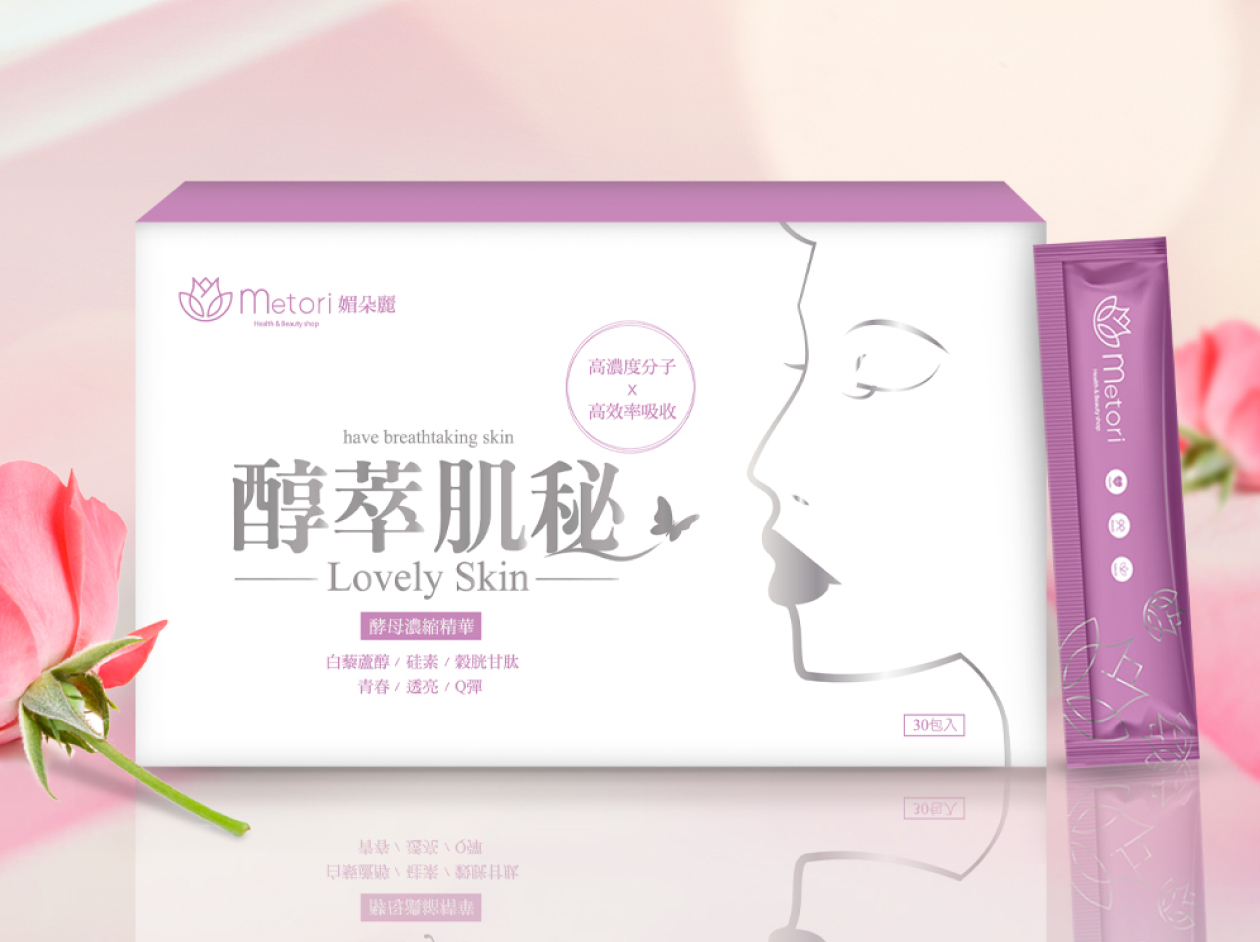 metori 媚朵麗
Health & Beauty shop
高濃度分子
x
高效率吸收
have breathtaking skin
醇萃肌秘
Lovely Skin
酵母濃縮精華
白藜蘆醇 / 硅素 / 穀胱甘肽
青春 / 透亮 / Q彈
30包入
metori
Health & Beauty shop